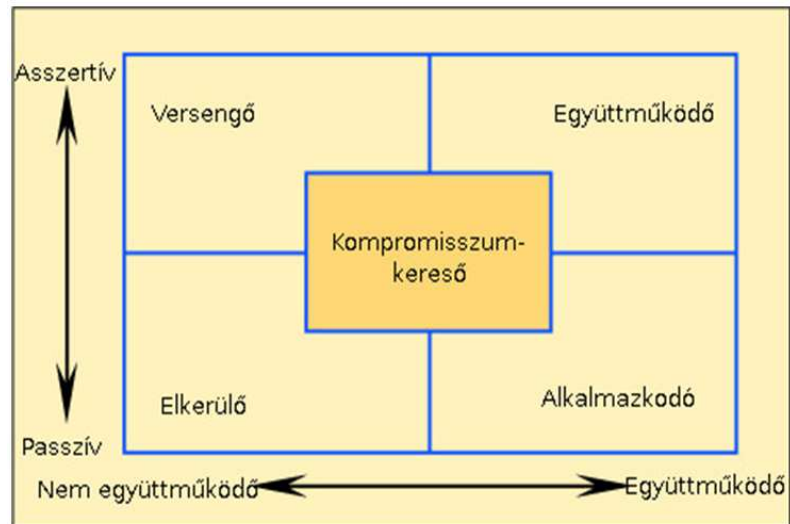 Asszertív
Versengő
Együttműködő
Kompromisszum-
kereső
Elkerülő
Alkalmazkodó
Passzív
Nem együttműködő
Együttműködő